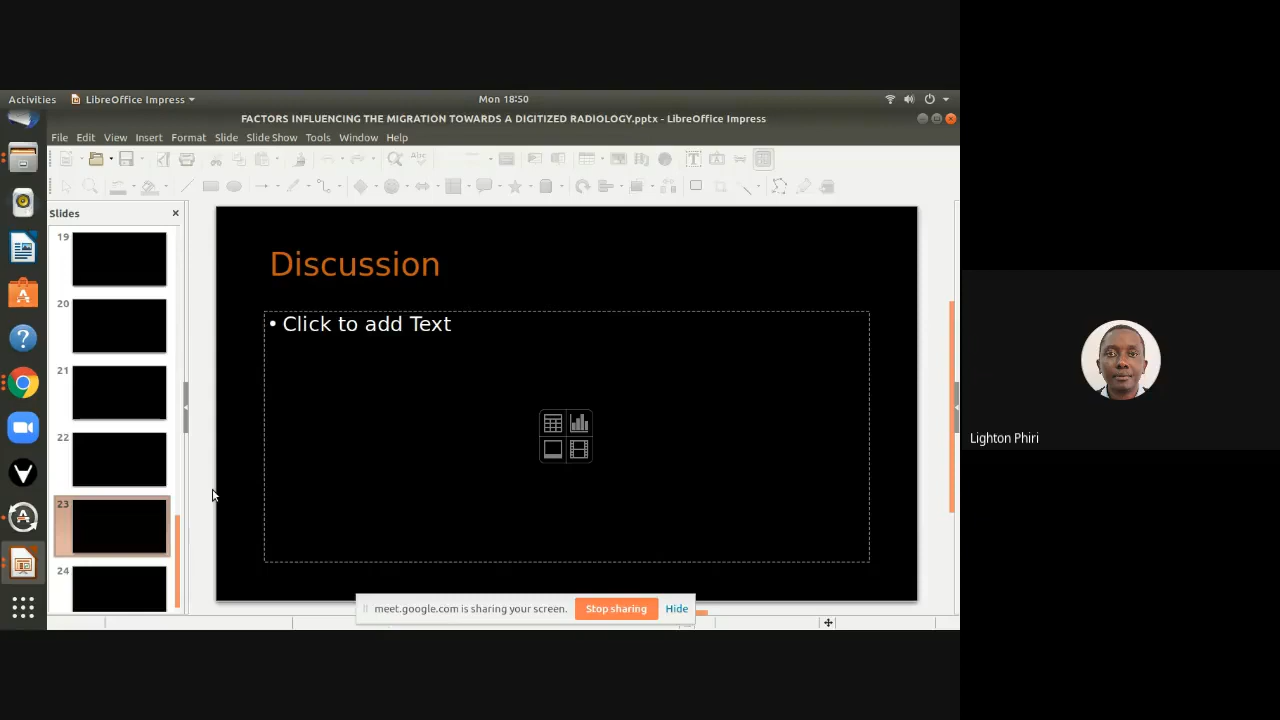 Activities
LibreOffice Impress
Mon 18:50
FACTORS INFLUENCING THE MIGRATION TOWARDS A DIGITIZED RADIOLOGY.pptx - LibreOffice Impress
File Edit View Insert Format Slide Slide Show Tools Window Help
Slides
19
20
21
22
23
24
Discussion
• Click to add Text
meet.google.com is sharing your screen. Stop sharing Hide
Lighton Phiri